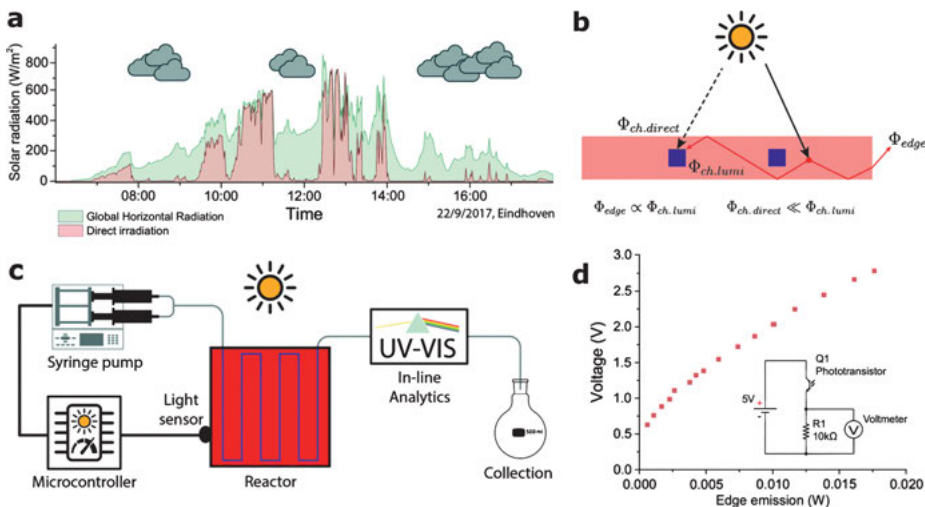 a
Solar radiation (W/m²)
800
600
400
200
0
08:00
10:00
12:00
14:00
16:00
Time
Global Horizontal Radiation
Direct irradiation
22/9/2017, Eindhoven
b
Φch.direct
Φedge
Φch.lumi
Φedge ∝ Φch.lumi
Φch.direct ≪ Φch.lumi
c
Syringe pump
UV-VIS
In-line
Analytics
Light
sensor
Microcontroller
Reactor
Collection
d
Voltage (V)
3.0
2.5
2.0
1.5
1.0
0.5
0.0
0.000
0.005
0.010
0.015
0.020
Edge emission (W)
Q1
Phototransistor
5V
+
-
R1
10kΩ
V
Voltmeter